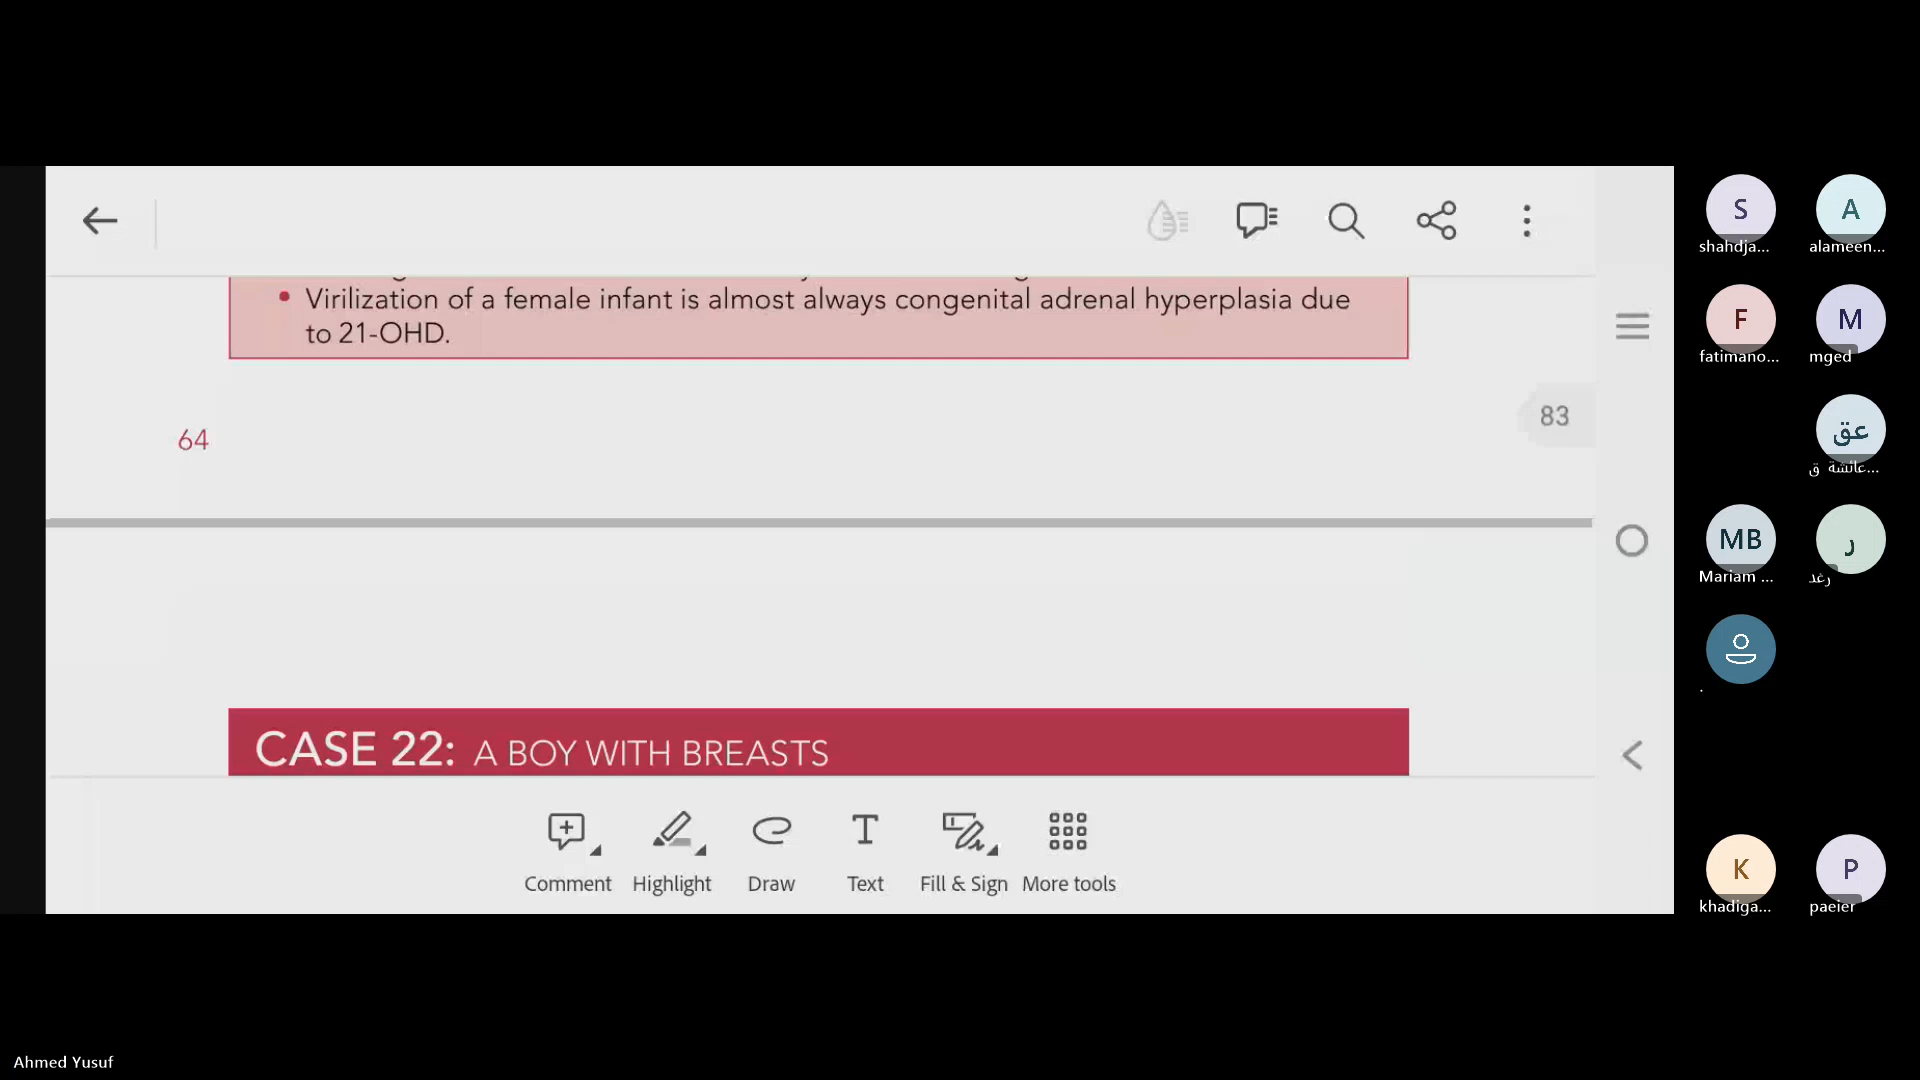 Virilization of a female infant is almost always congenital adrenal hyperplasia due
to 21-OHD.
64
83
CASE 22: A BOY WITH BREASTS
Comment
Highlight
Draw
T
Text
Fill & Sign
More tools
S
shahdja...
A
alameen...
F
fatimano...
M
mged
عق
عائشة ق...
MB
Mariam ...
ر
رغد
.
K
khadiga...
P
paeier
Ahmed Yusuf